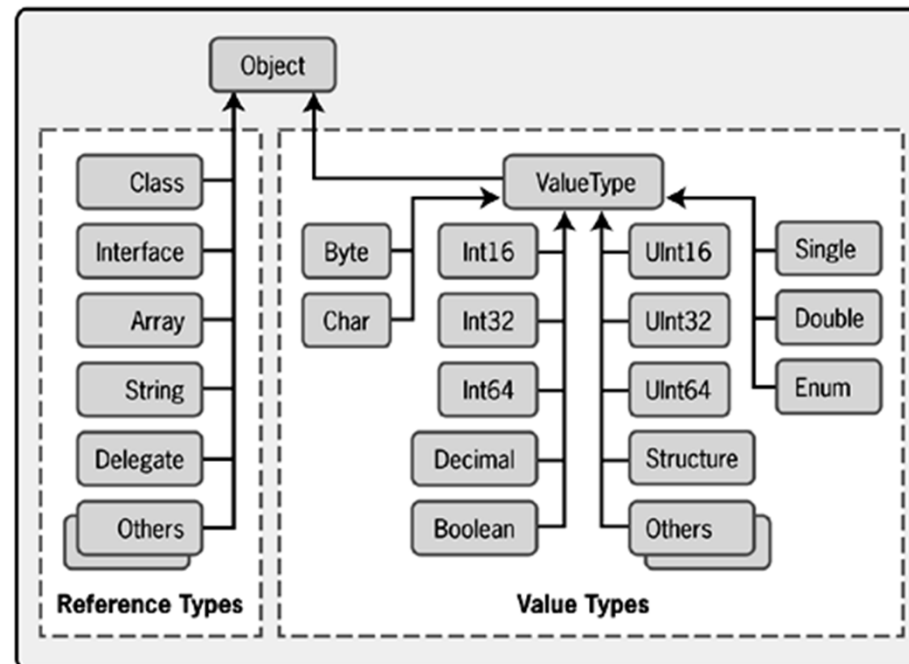 Object
Class
Interface
Array
String
Delegate
Others
Reference Types
ValueType
Byte
Char
Int16
Int32
Int64
Decimal
Boolean
UInt16
UInt32
UInt64
Structure
Others
Single
Double
Enum
Value Types